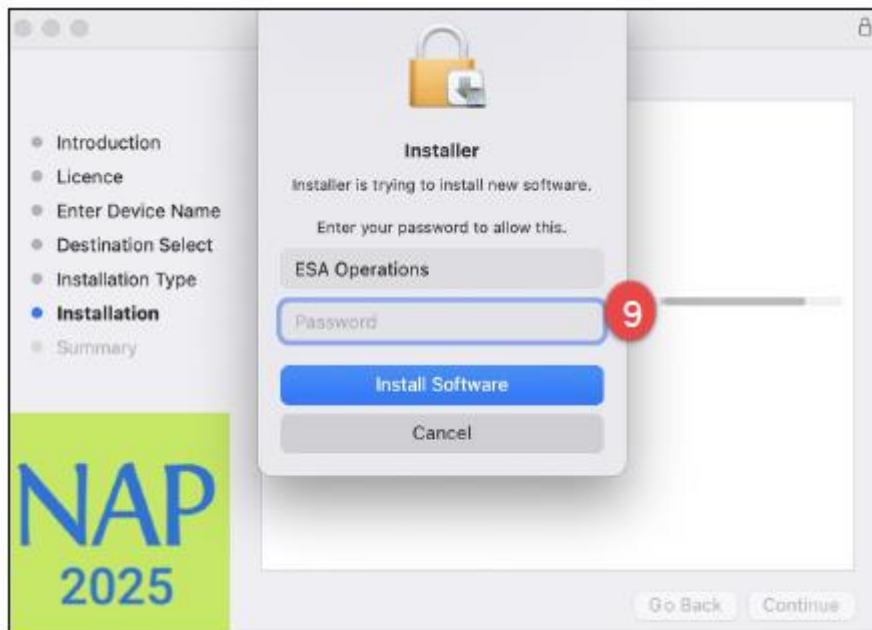 Introduction
Licence
Enter Device Name
Destination Select
Installation Type
Installation
Summary
NAP
2025
Installer
Installer is trying to install new software.
Enter your password to allow this.
ESA Operations
Password
9
Install Software
Cancel
Go Back
Continue